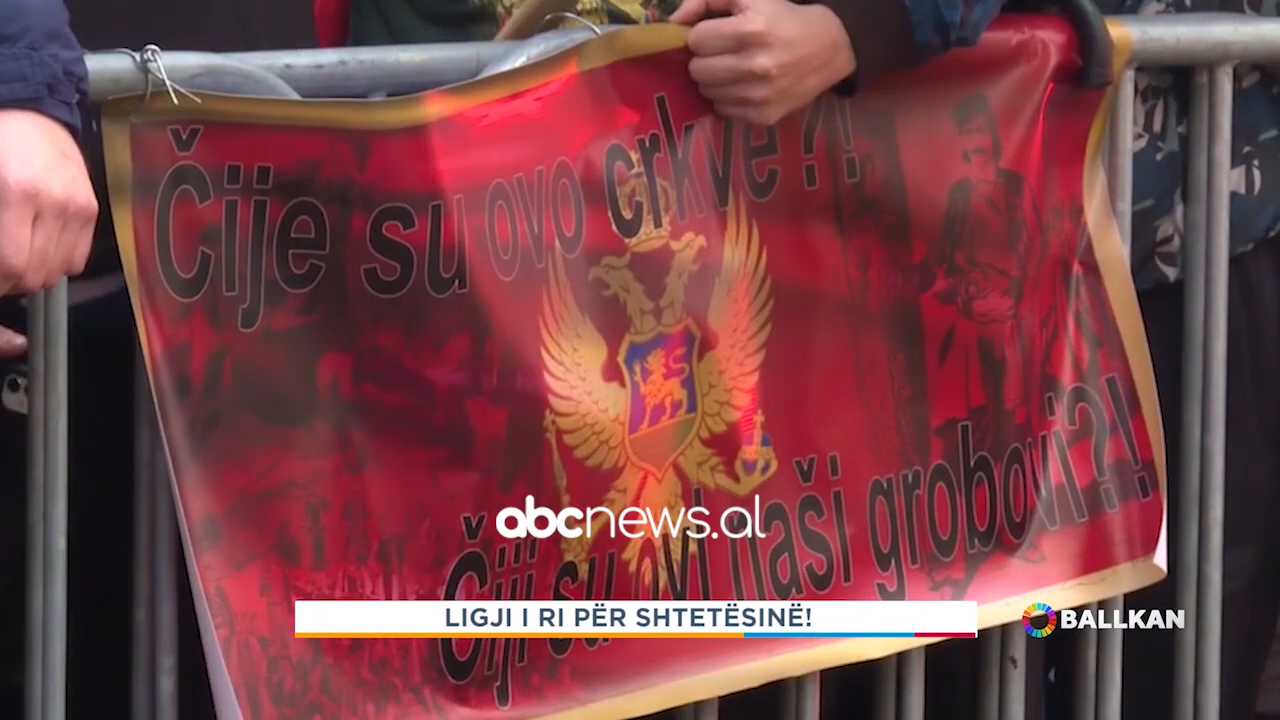 Čije su ovo crkve?!
abcnews.al
Čiji su ovi naši grobovi?!
LIGJI I RI PËR SHTETËSINË!
BALLKAN